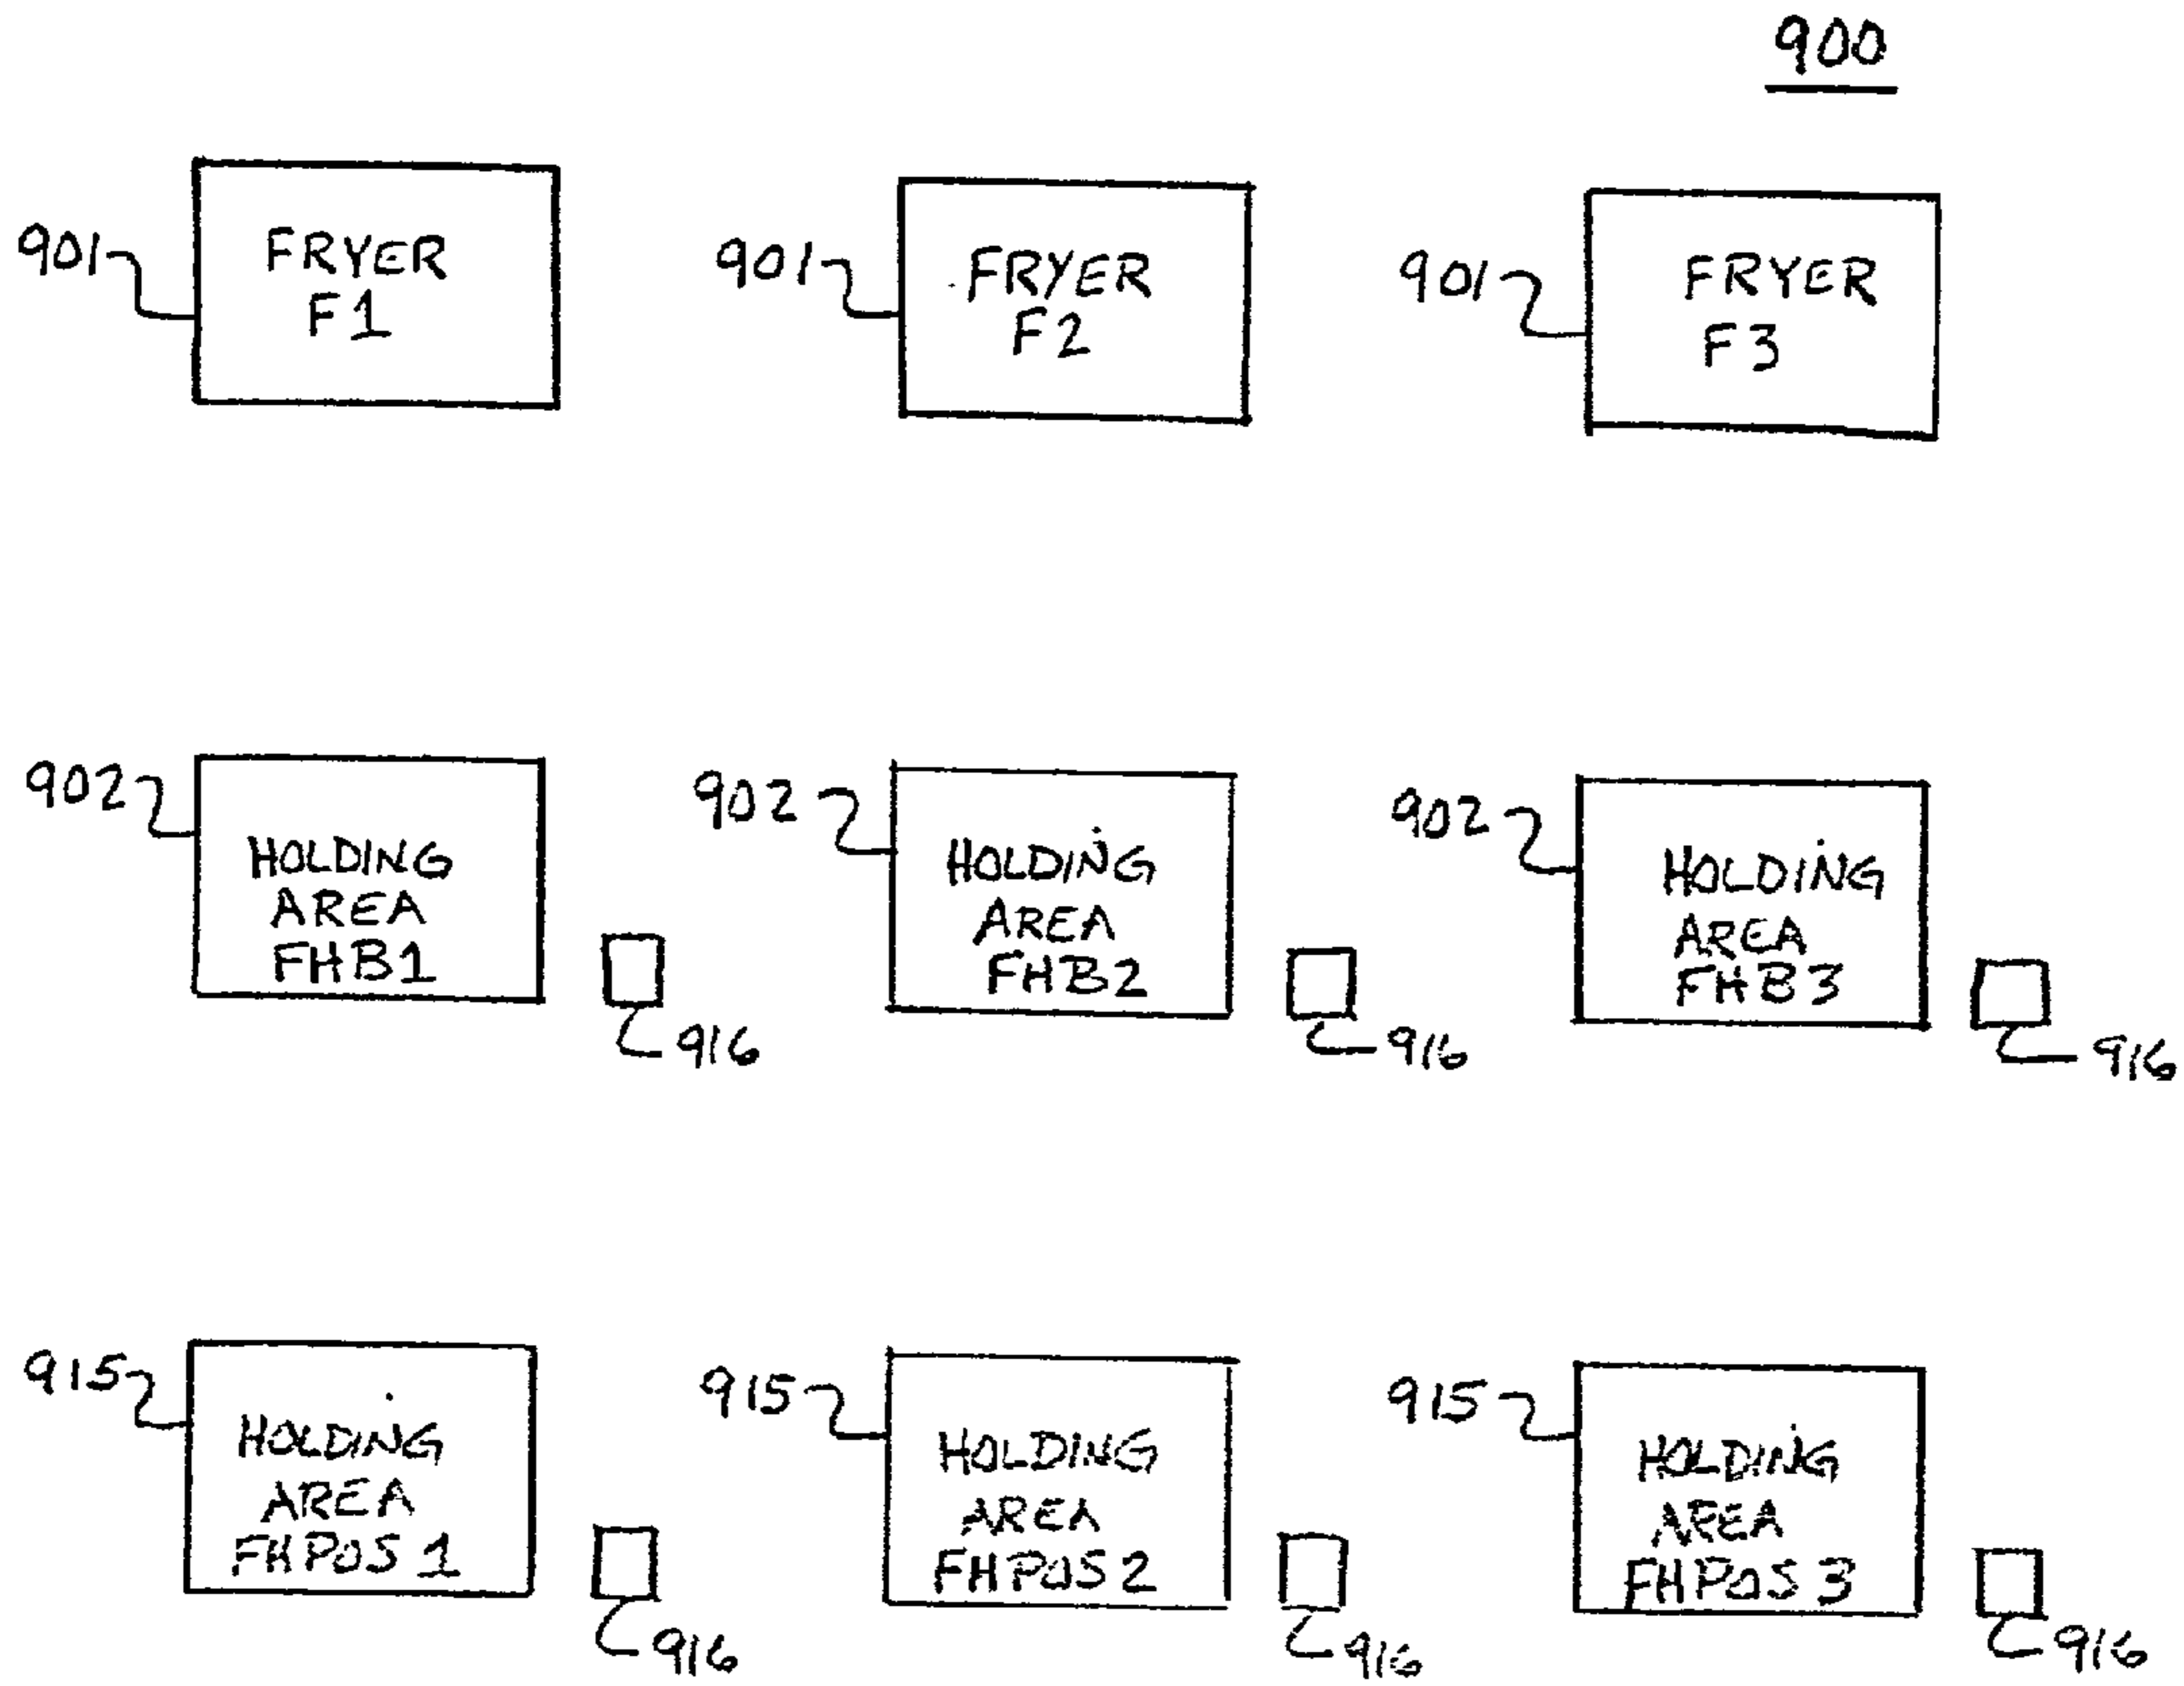 900
901
FRYER
F1
901
FRYER
F2
901
FRYER
F3
902
HOLDING
AREA
FHB1
916
902
HOLDING
AREA
FHB2
916
902
HOLDING
AREA
FHB3
916
915
HOLDING
AREA
FHPOS 1
916
915
HOLDING
AREA
FHPOS 2
916
915
HOLDING
AREA
FHPOS 3
916